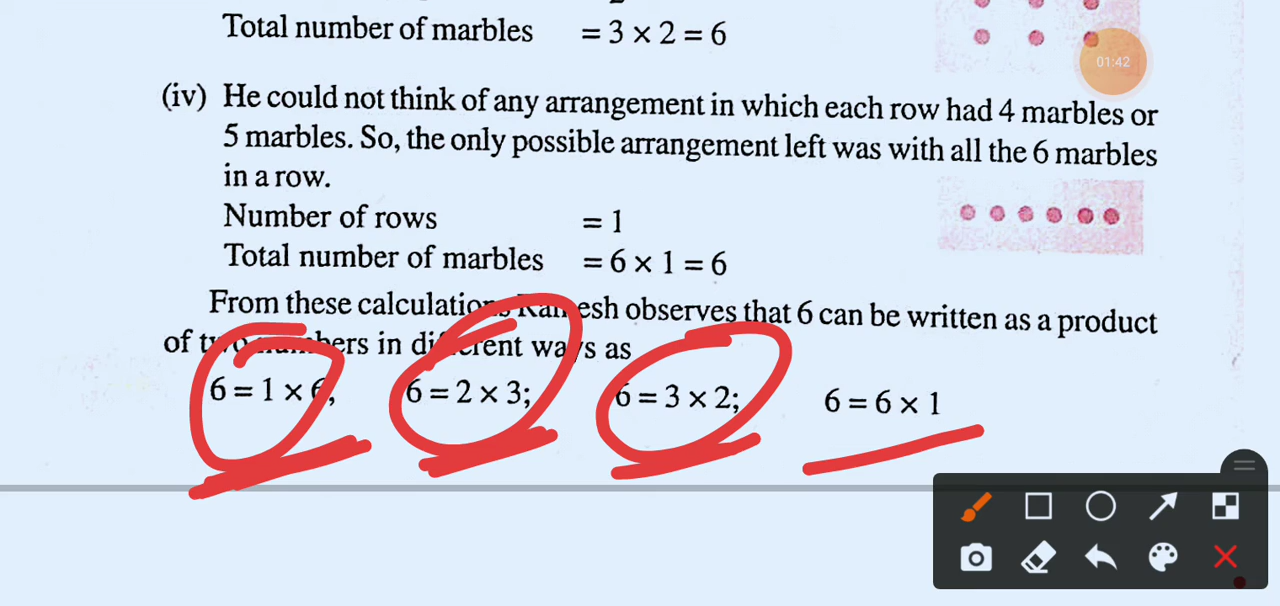 Total number of marbles = 3 × 2 = 6
01:42
(iv) He could not think of any arrangement in which each row had 4 marbles or
5 marbles. So, the only possible arrangement left was with all the 6 marbles
in a row.
Number of rows = 1
Total number of marbles = 6 × 1 = 6
From these calculations Ramesh observes that 6 can be written as a product
of two numbers in different ways as
6 = 1 × 6; 6 = 2 × 3; 6 = 3 × 2; 6 = 6 × 1